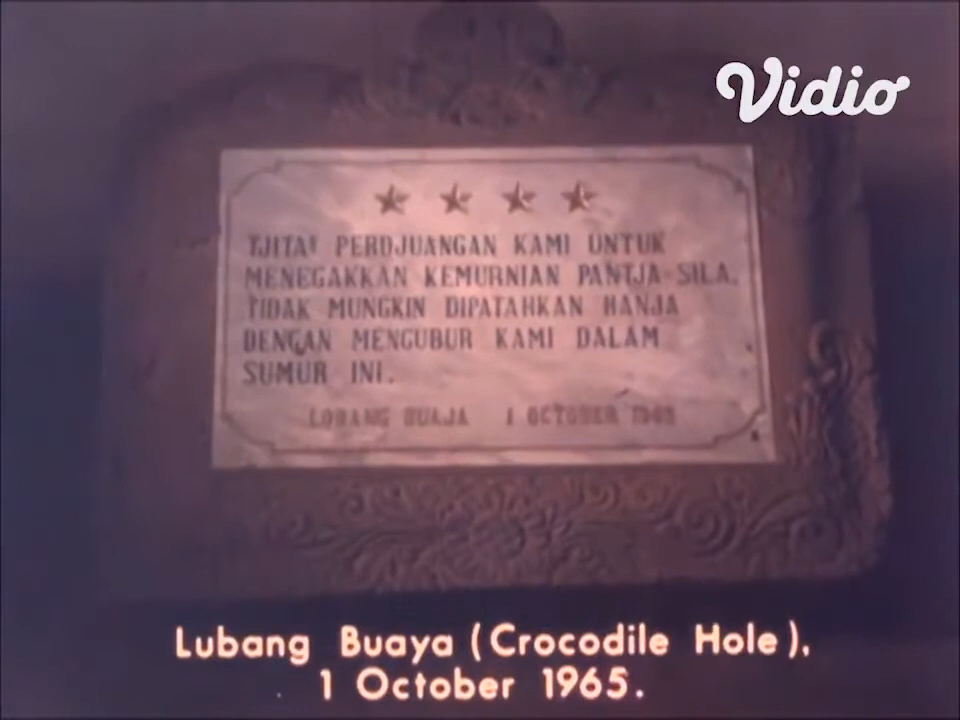 Vidio
TJITA² PERDJUANGAN KAMI UNTUK
MENEGAKKAN KEMURNIAN PANTJA-SILA,
TIDAK MUNGKIN DIPATAHKAN HANJA
DENGAN MENGUBUR KAMI DALAM
SUMUR INI.
LOBANG BUAJA 1 OCTOBER 1965
Lubang Buaya (Crocodile Hole),
1 October 1965.